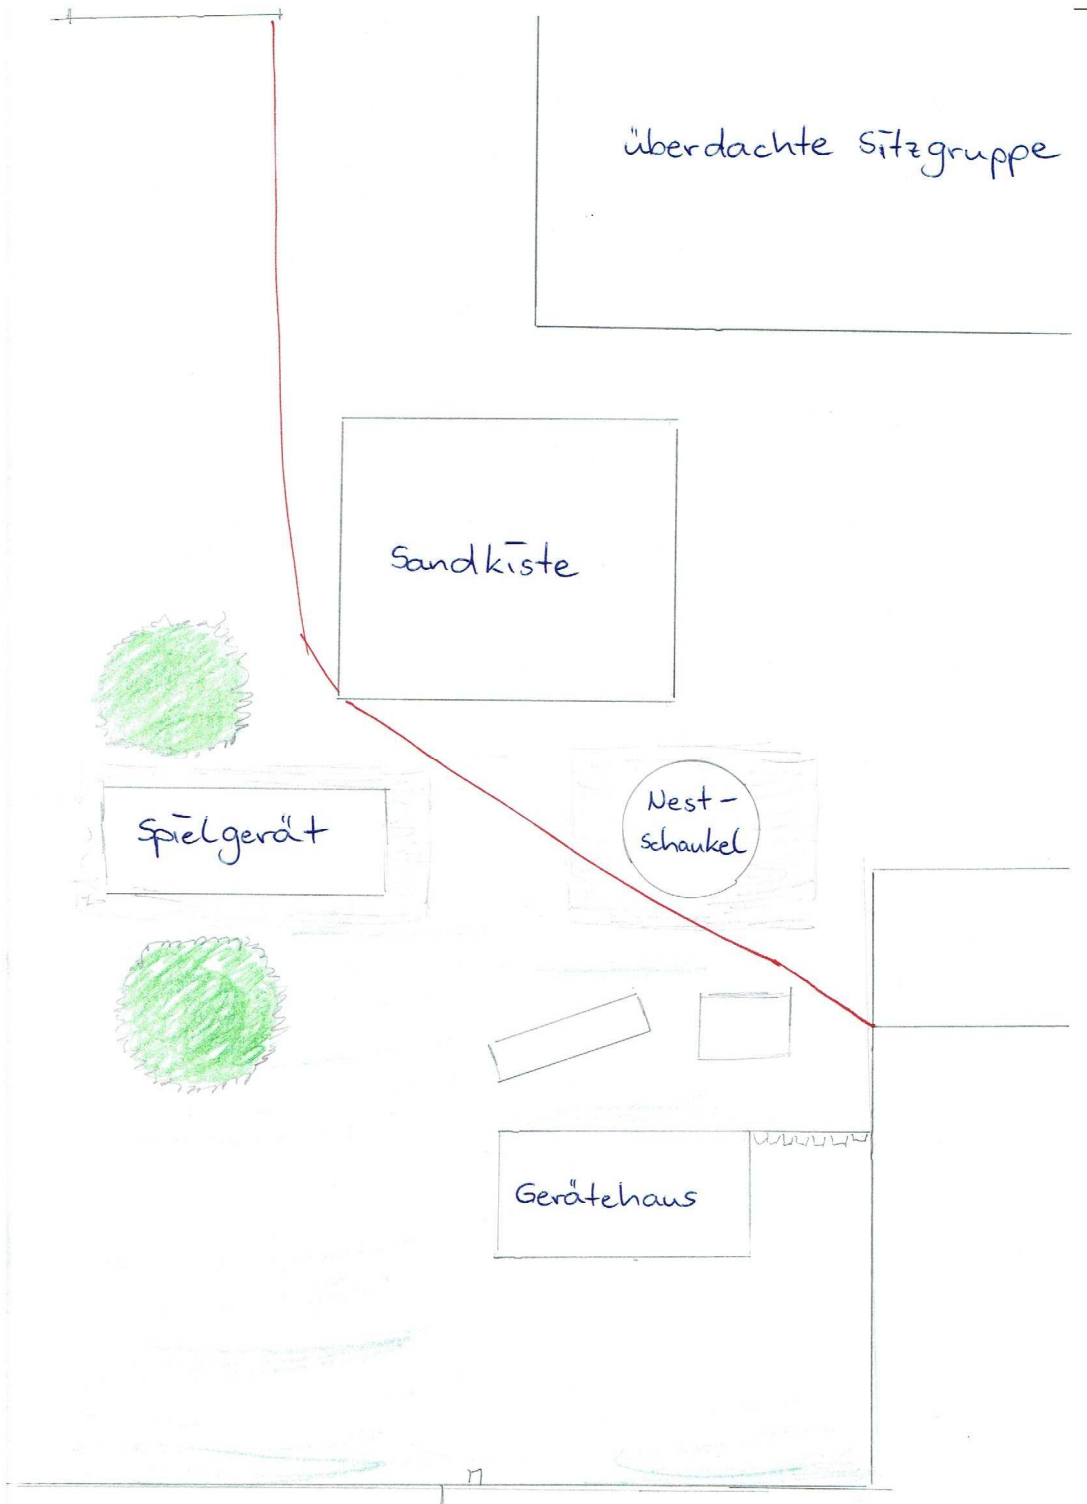 überdachte Sitzgruppe
Sandkiste
Nest-
schaukel
Spielgerät
Gerätehaus